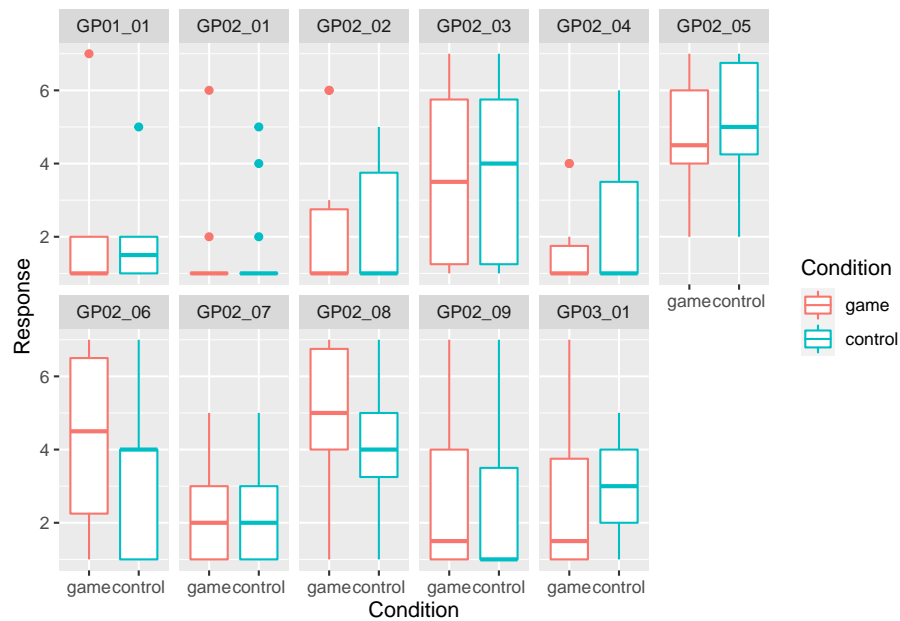 GP01_01 GP02_01 GP02_02 GP02_03 GP02_04 GP02_05
6
4
2
gamecontrol
GP02_06 GP02_07 GP02_08 GP02_09 GP03_01
6
4
2
gamecontrol gamecontrol gamecontrol gamecontrol gamecontrol
Condition
Response
Condition
game
control